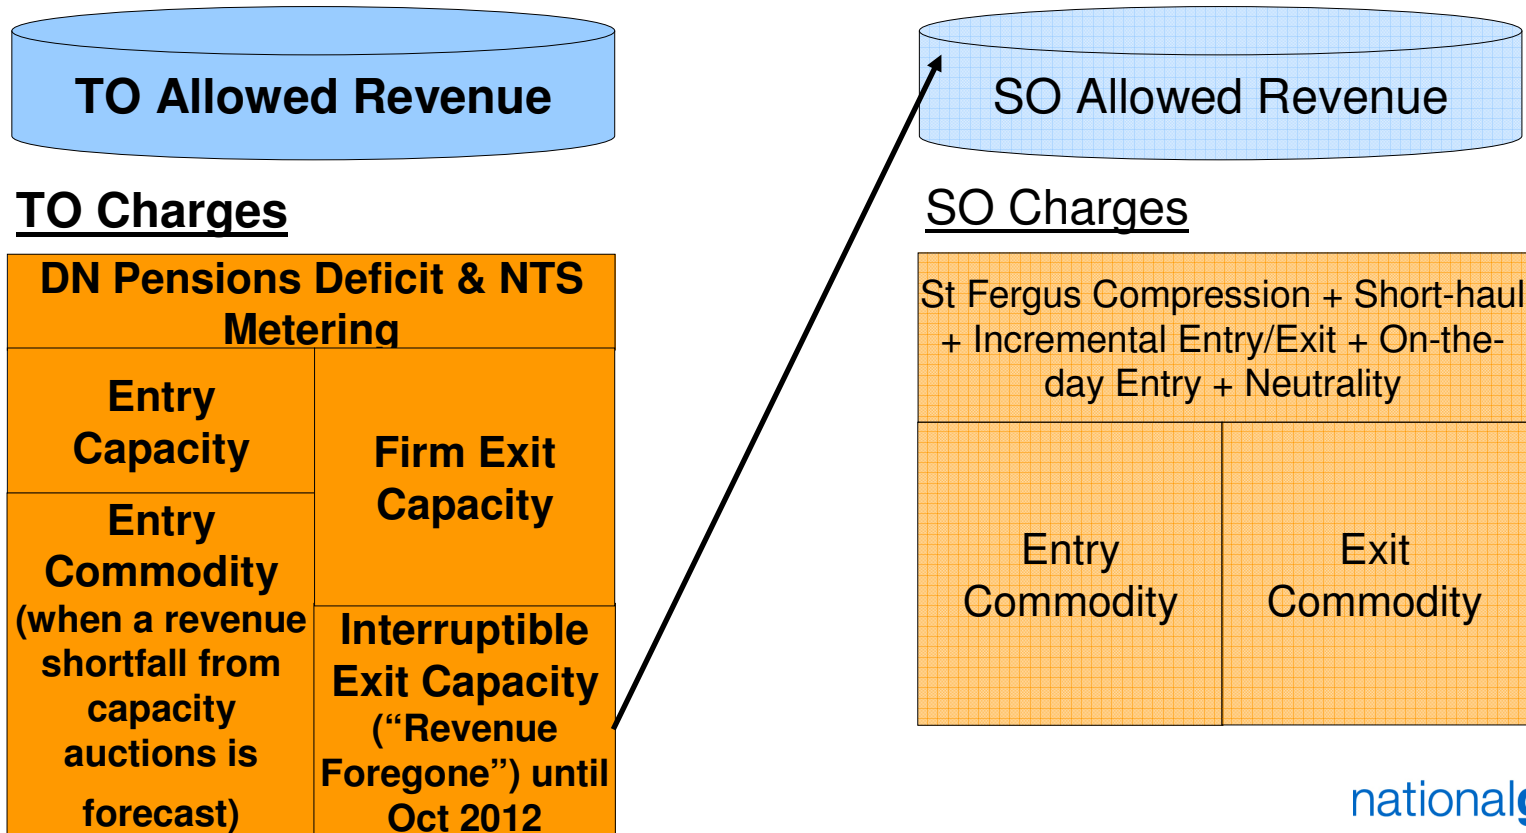 TO Allowed Revenue
SO Allowed Revenue
TO Charges
SO Charges
DN Pensions Deficit & NTS
Metering
Entry
Capacity
Firm Exit
Capacity
Entry
Commodity
(when a revenue
shortfall from
capacity
auctions is
forecast)
Interruptible
Exit Capacity
(“Revenue
Foregone”) until
Oct 2012
St Fergus Compression + Short-haul
+ Incremental Entry/Exit + On-the-
day Entry + Neutrality
Entry
Commodity
Exit
Commodity
nationalg